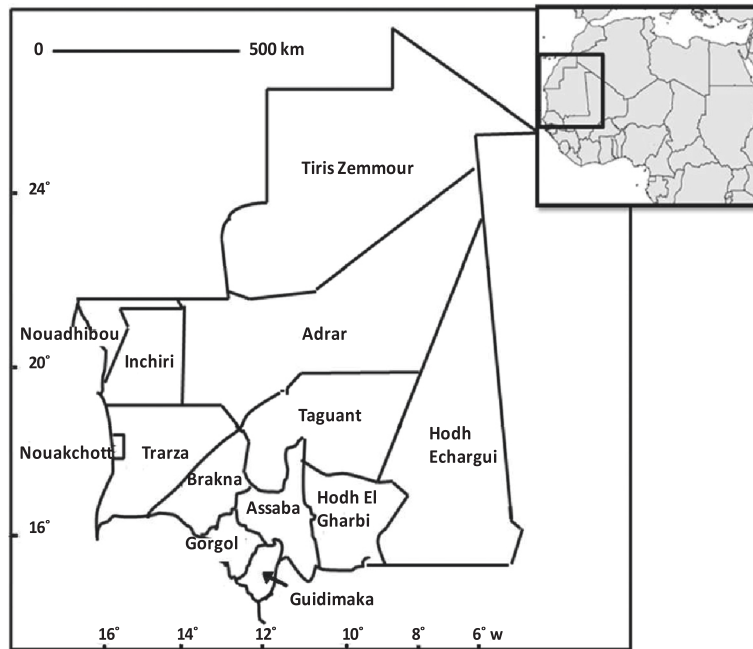 0 500 km
Tiris Zemmour
24°
Nouadhibou
Inchiri
Adrar
20°
Taguant
Nouakchott
Trarza
Hodh
Echargui
Brakna
Assaba
Hodh El
Gharbi
16°
Gorgol
Guidimaka
16° 14° 12° 10° 8° 6° w